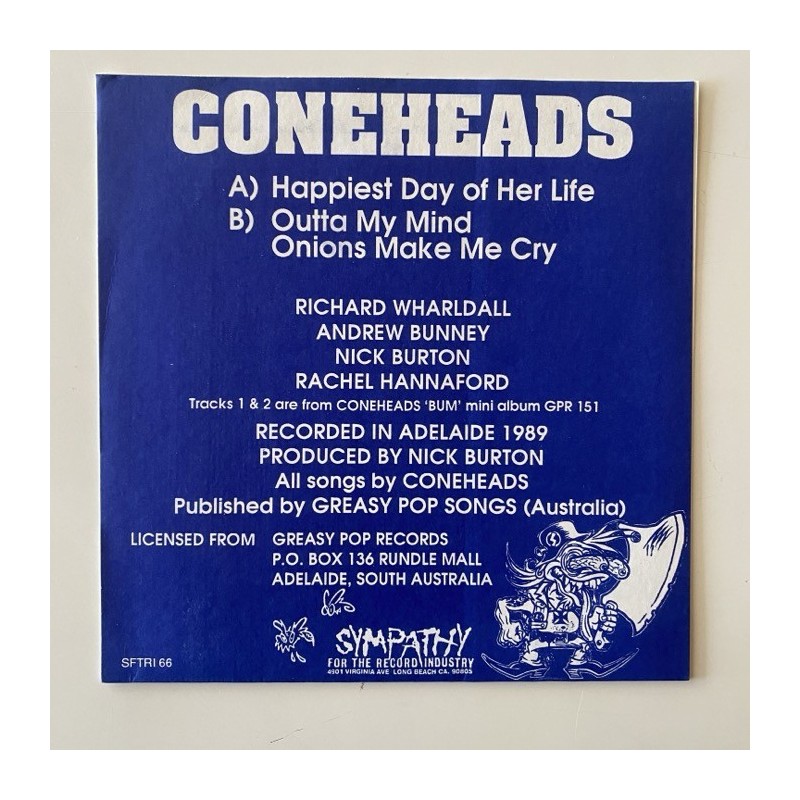 CONEHEADS
A) Happiest Day of Her Life
B) Outta My Mind
Onions Make Me Cry
RICHARD WHARLDALL
ANDREW BUNNEY
NICK BURTON
RACHEL HANNAFORD
Tracks 1 & 2 are from CONEHEADS 'BUM' mini album GPR 151
RECORDED IN ADELAIDE 1989
PRODUCED BY NICK BURTON
All songs by CONEHEADS
Published by GREASY POP SONGS (Australia)
LICENSED FROM GREASY POP RECORDS
P.O. BOX 136 RUNDLE MALL
ADELAIDE, SOUTH AUSTRALIA
SYMPATHY
FOR THE RECORD INDUSTRY
4901 VIRGINIA AVE LONG BEACH CA. 90805
SFTRI 66